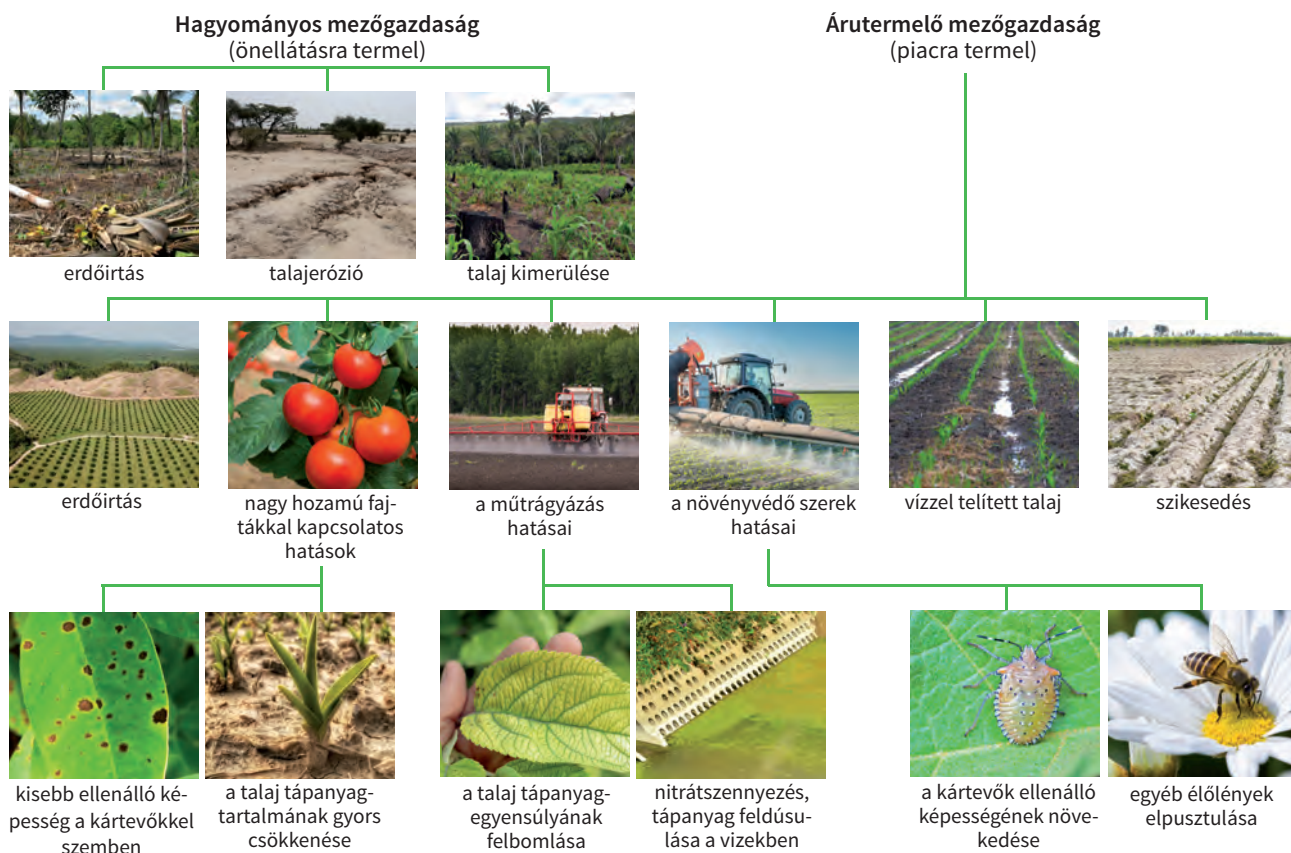 Hagyományos mezőgazdaság
(önellátásra termel)
Árutermelő mezőgazdaság
(piacra termel)
erdőirtás
talajerózió
talaj kimerülése
erdőirtás
nagy hozamú faj-
tákkal kapcsolatos
hatások
a műtrágyázás
hatásai
a növényvédő szerek
hatásai
vízzel telített talaj
szikesedés
kisebb ellenálló ké-
pesség a kártevőkkel
szemben
a talaj tápanyag-
tartalmának gyors
csökkenése
a talaj tápanyag-
egyensúlyának
felbomlása
nitrátszennyezés,
tápanyag feldúsu-
lása a vizekben
a kártevők ellenálló
képességének növe-
kedése
egyéb élőlények
elpusztulása